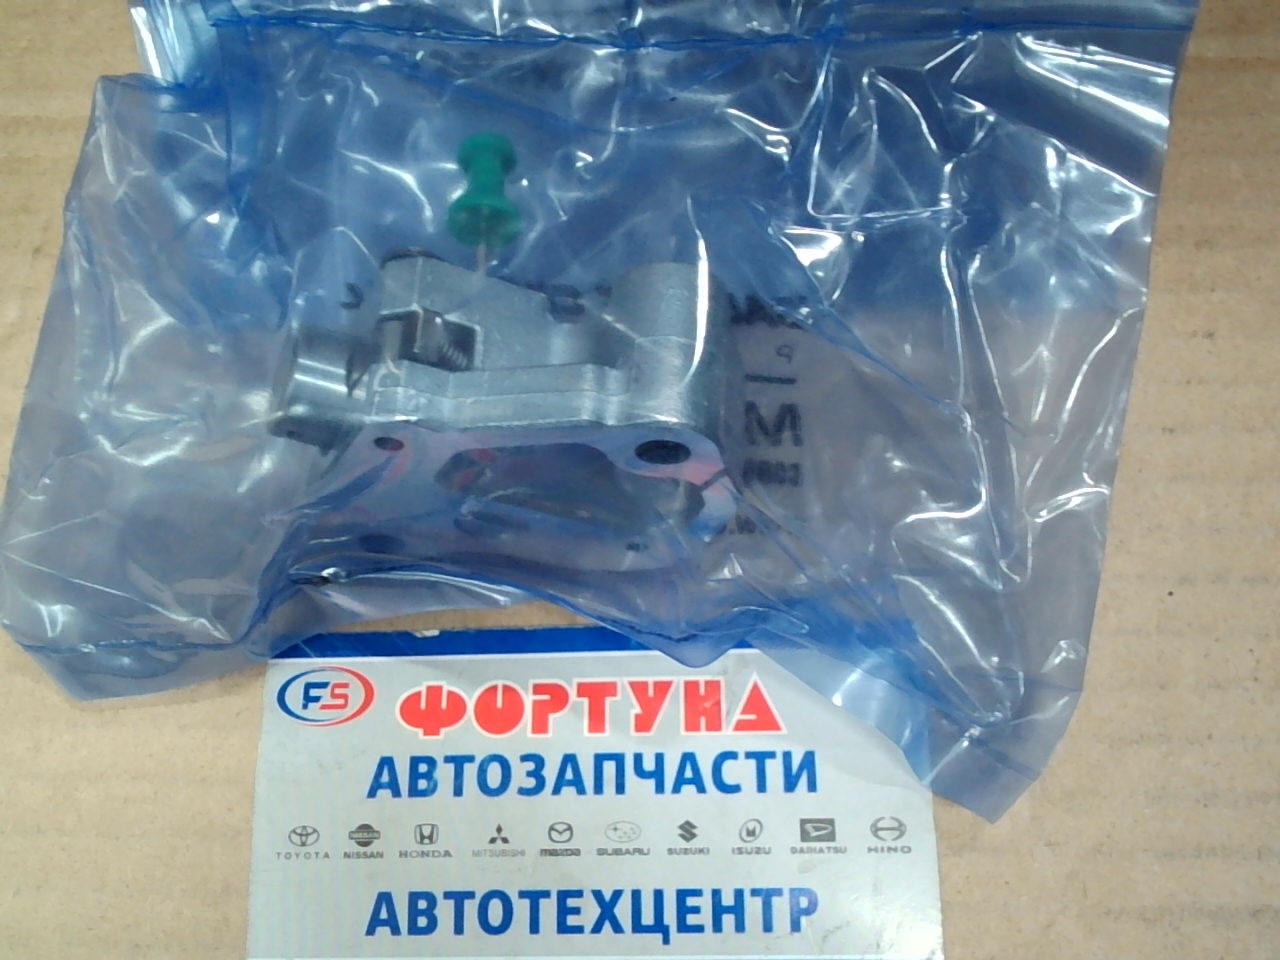 FS ФОРТУНА
АВТОЗАПЧАСТИ
TOYOTA NISSAN HONDA MITSUBISHI mazda SUBARU SUZUKI ISUZU DAIHATSU HINO
АВТОТЕХЦЕНТР